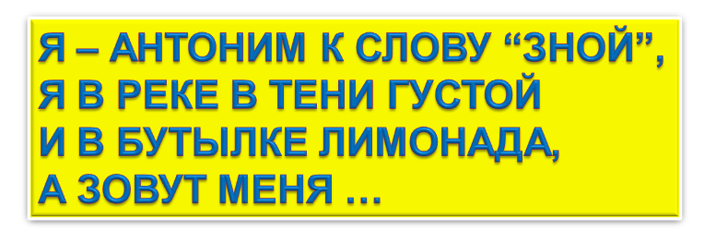 Я – АНТОНИМ К СЛОВУ “ЗНОЙ”,
Я В РЕКЕ В ТЕНИ ГУСТОЙ
И В БУТЫЛКЕ ЛИМОНАДА,
А ЗОВУТ МЕНЯ …